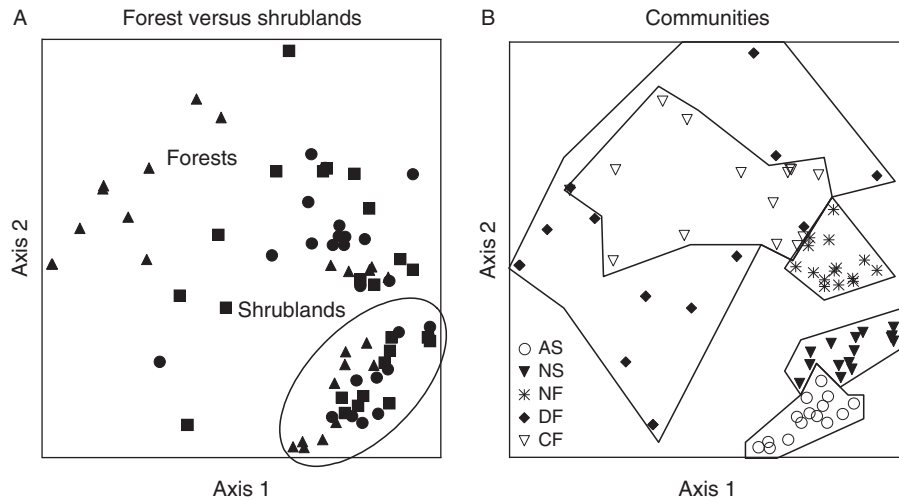 A
Forest versus shrublands
Forests
Shrublands
Axis 2
Axis 1
B
Communities
AS
NS
NF
DF
CF
Axis 2
Axis 1